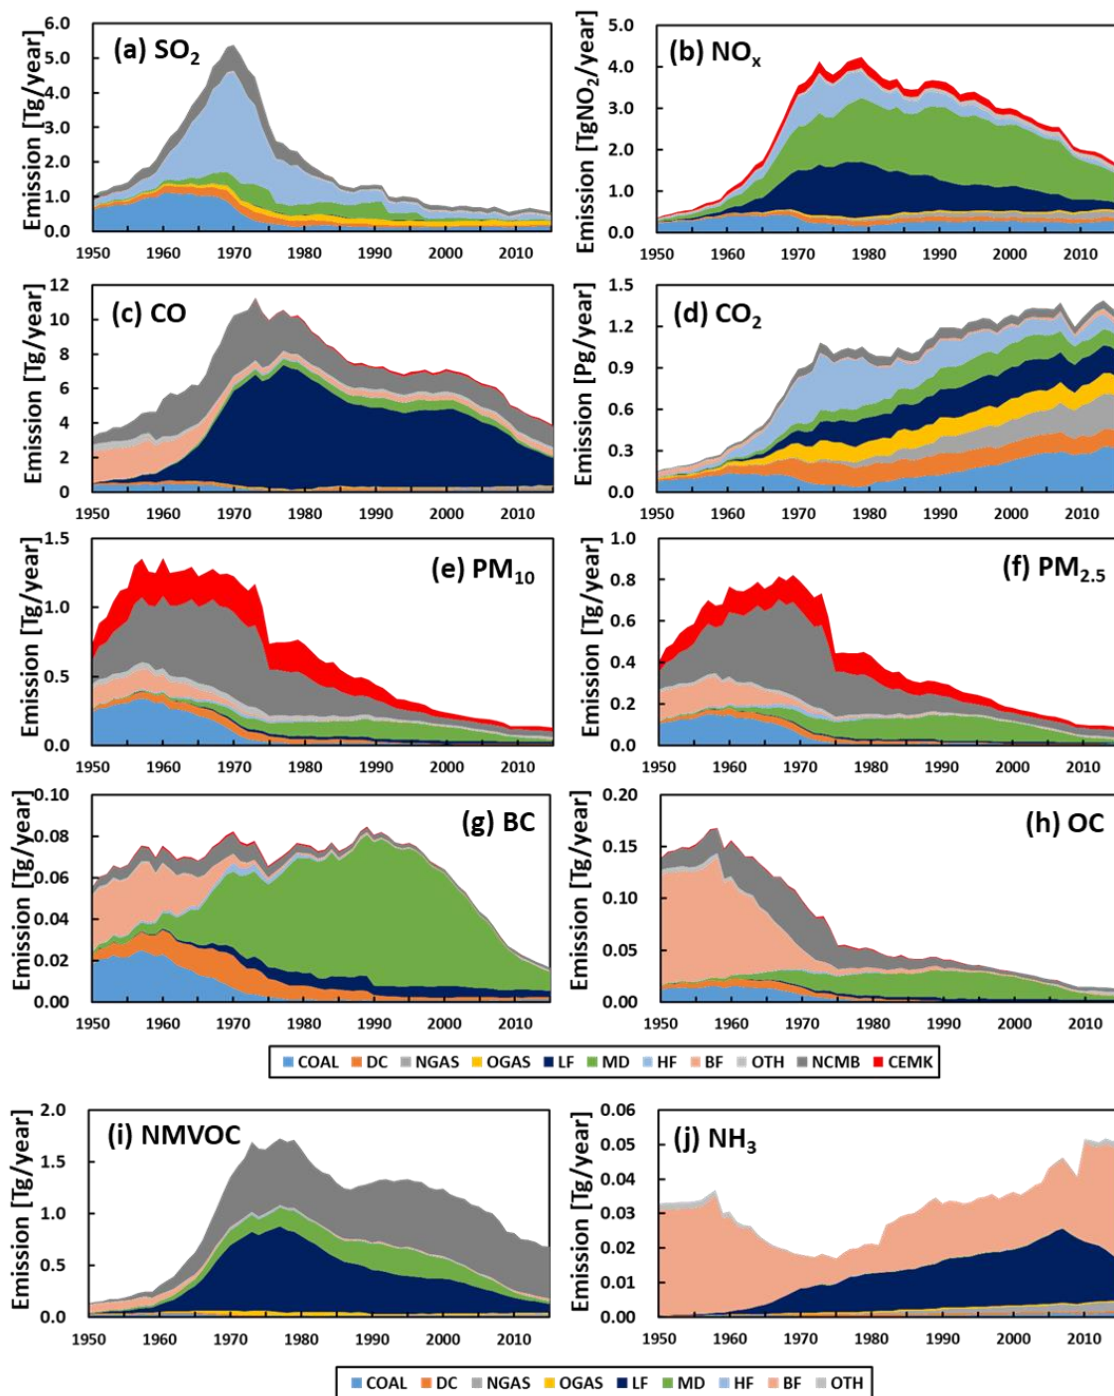 (a) SO2
Emission [Tg/year]
6.0
5.0
4.0
3.0
2.0
1.0
0.0
1950 1960 1970 1980 1990 2000 2010
(b) NOx
Emission [TgNO2/year]
5.0
4.0
3.0
2.0
1.0
0.0
1950 1960 1970 1980 1990 2000 2010
(c) CO
Emission [Tg/year]
12
10
8
6
4
2
0
1950 1960 1970 1980 1990 2000 2010
(d) CO2
Emission [Pg/year]
1.5
1.2
0.9
0.6
0.3
0.0
1950 1960 1970 1980 1990 2000 2010
(e) PM10
Emission [Tg/year]
1.5
1.0
0.5
0.0
1950 1960 1970 1980 1990 2000 2010
(f) PM2.5
Emission [Tg/year]
1.0
0.8
0.6
0.4
0.2
0.0
1950 1960 1970 1980 1990 2000 2010
(g) BC
Emission [Tg/year]
0.10
0.08
0.06
0.04
0.02
0.00
1950 1960 1970 1980 1990 2000 2010
(h) OC
Emission [Tg/year]
0.20
0.15
0.10
0.05
0.00
1950 1960 1970 1980 1990 2000 2010
COAL DC NGAS OGAS LF MD HF BF OTH NCMB CEMK
(i) NMVOC
Emission [Tg/year]
2.0
1.5
1.0
0.5
0.0
1950 1960 1970 1980 1990 2000 2010
(j) NH3
Emission [Tg/year]
0.06
0.05
0.04
0.03
0.02
0.01
0.00
1950 1960 1970 1980 1990 2000 2010
COAL DC NGAS OGAS LF MD HF BF OTH